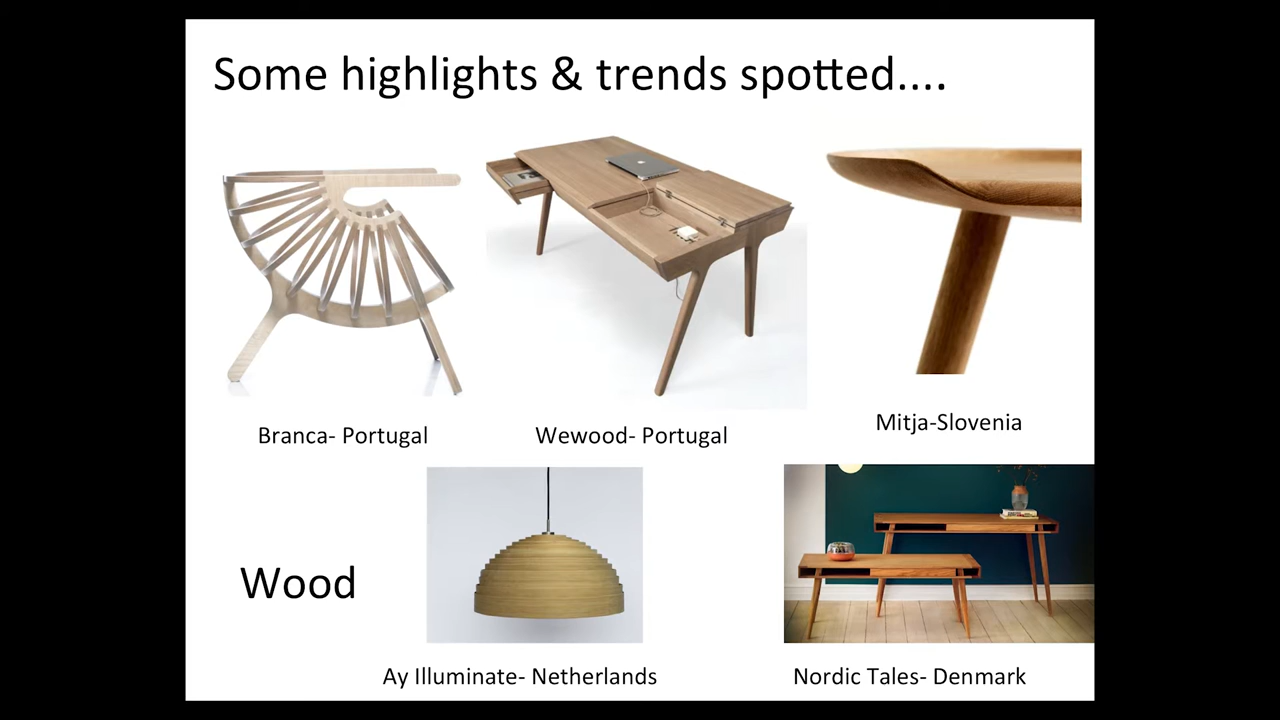 Some highlights & trends spotted....
Branca- Portugal
Wewood- Portugal
Mitja-Slovenia
Wood
Ay Illuminate- Netherlands
Nordic Tales- Denmark